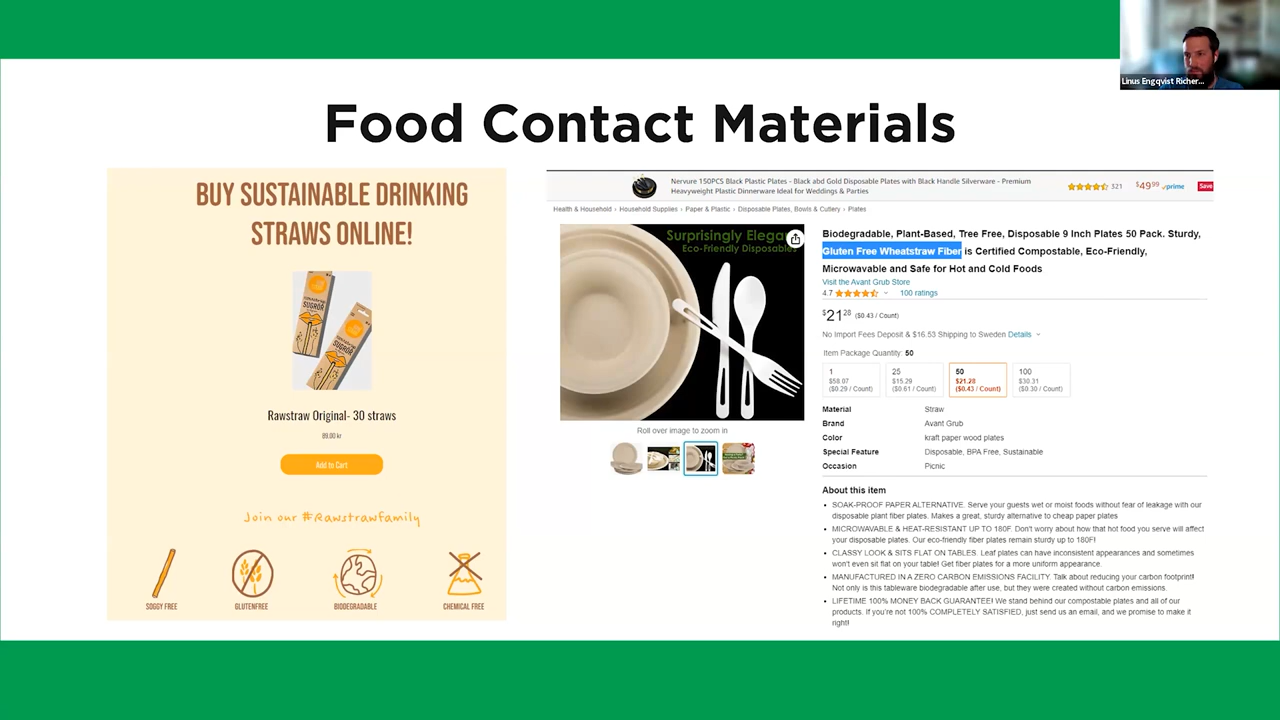 Linus Engqvist Richer...
Food Contact Materials
BUY SUSTAINABLE DRINKING
STRAWS ONLINE!
SUGRÖR
SUGRÖR
Rawstraw Original- 30 straws
89,00 kr
Add to Cart
Join our #Rawstrawfamily
SOGGY FREE
GLUTENFREE
BIODEGRADABLE
CHEMICAL FREE
Nervure 150PCS Black Plastic Plates - Black abd Gold Disposable Plates with Black Handle Silverware - Premium
Heavyweight Plastic Dinnerware Ideal for Weddings & Parties
321
$49.99 prime
Save
Health & Household › Household Supplies › Paper & Plastic › Disposable Plates, Bowls & Cutlery › Plates
Surprisingly Elegant
Eco-Friendly Disposables
Roll over image to zoom in
Biodegradable, Plant-Based, Tree Free, Disposable 9 Inch Plates 50 Pack. Sturdy,
Gluten Free Wheatstraw Fiber is Certified Compostable, Eco-Friendly,
Microwavable and Safe for Hot and Cold Foods
Visit the Avant Grub Store
4.7 100 ratings
$21.28 ($0.43 / Count)
No Import Fees Deposit & $16.53 Shipping to Sweden Details
Item Package Quantity: 50
1
$58.07
($0.29 / Count)
25
$15.29
($0.61 / Count)
50
$21.28
($0.43 / Count)
100
$30.31
($0.30 / Count)
Material Straw
Brand Avant Grub
Color kraft paper wood plates
Special Feature Disposable, BPA Free, Sustainable
Occasion Picnic
About this item
• SOAK-PROOF PAPER ALTERNATIVE. Serve your guests wet or moist foods without fear of leakage with our
disposable plant fiber plates. Makes a great, sturdy alternative to cheap paper plates
• MICROWAVABLE & HEAT-RESISTANT UP TO 180F. Don't worry about how that hot food you serve will affect
your disposable plates. Our eco-friendly fiber plates remain sturdy up to 180F!
• CLASSY LOOK & SITS FLAT ON TABLES. Leaf plates can have inconsistent appearances and sometimes
won't even sit flat on your table! Get fiber plates for a more uniform appearance.
• MANUFACTURED IN A ZERO CARBON EMISSIONS FACILITY. Talk about reducing your carbon footprint!
Not only is this tableware biodegradable after use, but they were created without carbon emissions.
• LIFETIME 100% MONEY BACK GUARANTEE! We stand behind our compostable plates and all of our
products. If you're not 100% COMPLETELY SATISFIED, just send us an email, and we promise to make it
right!